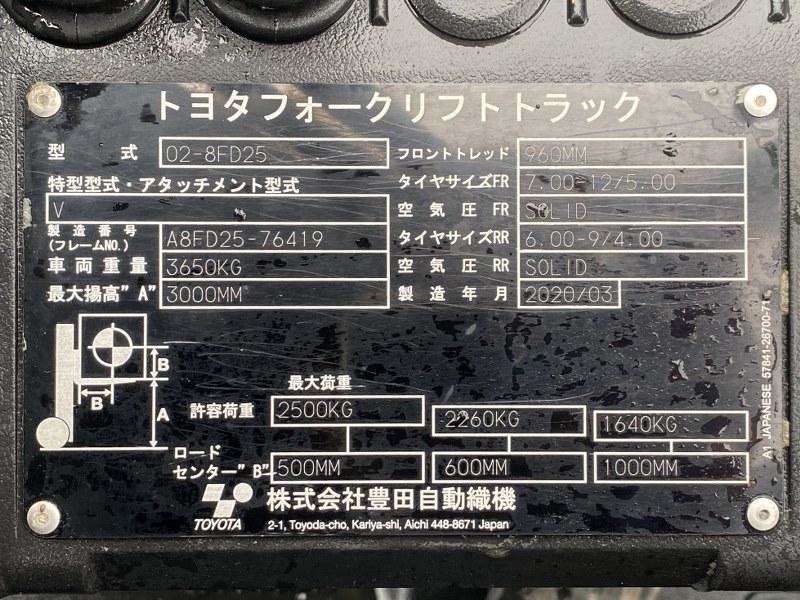 トヨタフォークリフトトラック
型式 02-8FD25 フロントトレッド 960MM
特型型式・アタッチメント型式 タイヤサイズFR 7.00-12/5.00
V 空気圧 FR SOLID
製造番号(フレームNO.) A8FD25-76419 タイヤサイズRR 6.00-9/4.00
車両重量 3650KG 空気圧 RR SOLID
最大揚高"A" 3000MM 製造年月 2020/03
B
B
A
最大荷重
許容荷重 2500KG 2260KG 1640KG
ロードセンター"B" 500MM 600MM 1000MM
TOYOTA 株式会社豊田自動織機
2-1, Toyoda-cho, Kariya-shi, Aichi 448-8671 Japan
A1 JAPANESE 57841-26700-71